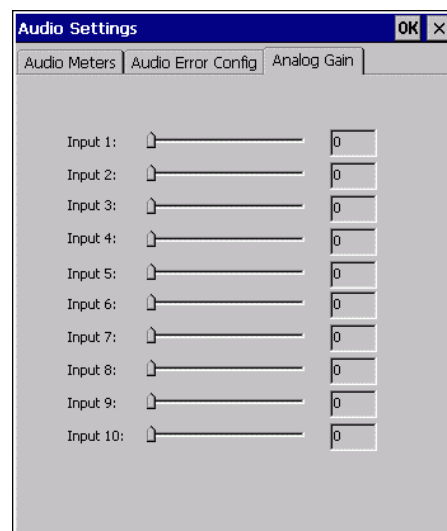 Audio Settings OK ×
Audio Meters Audio Error Config Analog Gain
Input 1: 0
Input 2: 0
Input 3: 0
Input 4: 0
Input 5: 0
Input 6: 0
Input 7: 0
Input 8: 0
Input 9: 0
Input 10: 0